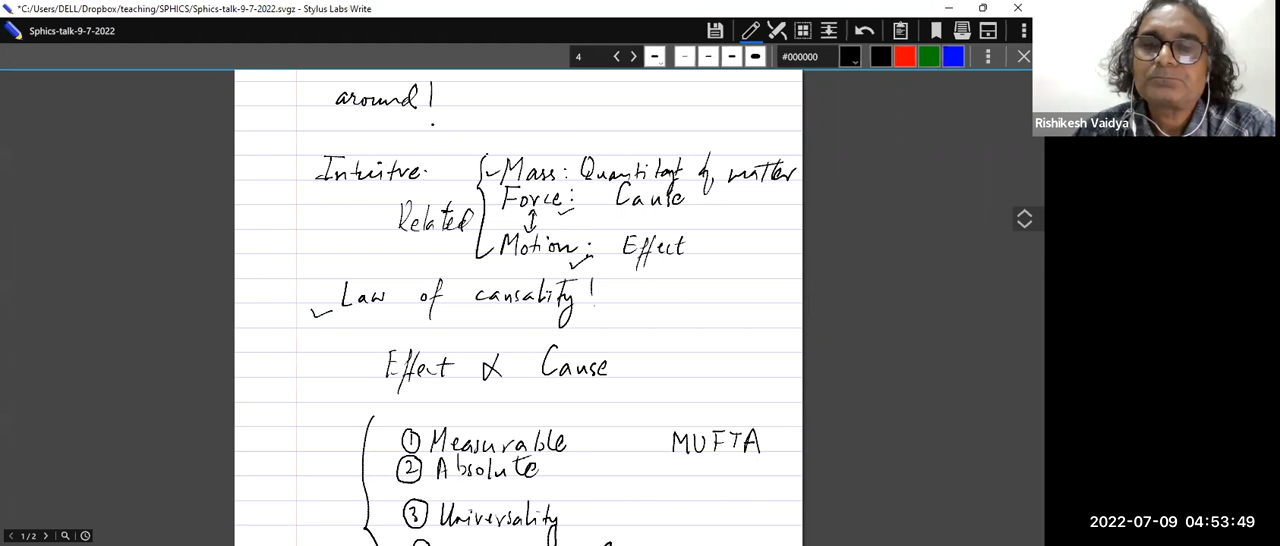 *C:/Users/DELL/Dropbox/teaching/SPHICS/Sphics-talk-9-7-2022.svgz - Stylus Labs Write
Sphics-talk-9-7-2022
4 #000000
Rishikesh Vaidya
around!
Intuitve. Mass: Quantitaty of matter
Force: Cause
Related
Motion: Effect
Law of causality!
Effect ∝ Cause
① Measurable MUFTA
② Absolute
③ Universality
1/2
2022-07-09 04:53:49